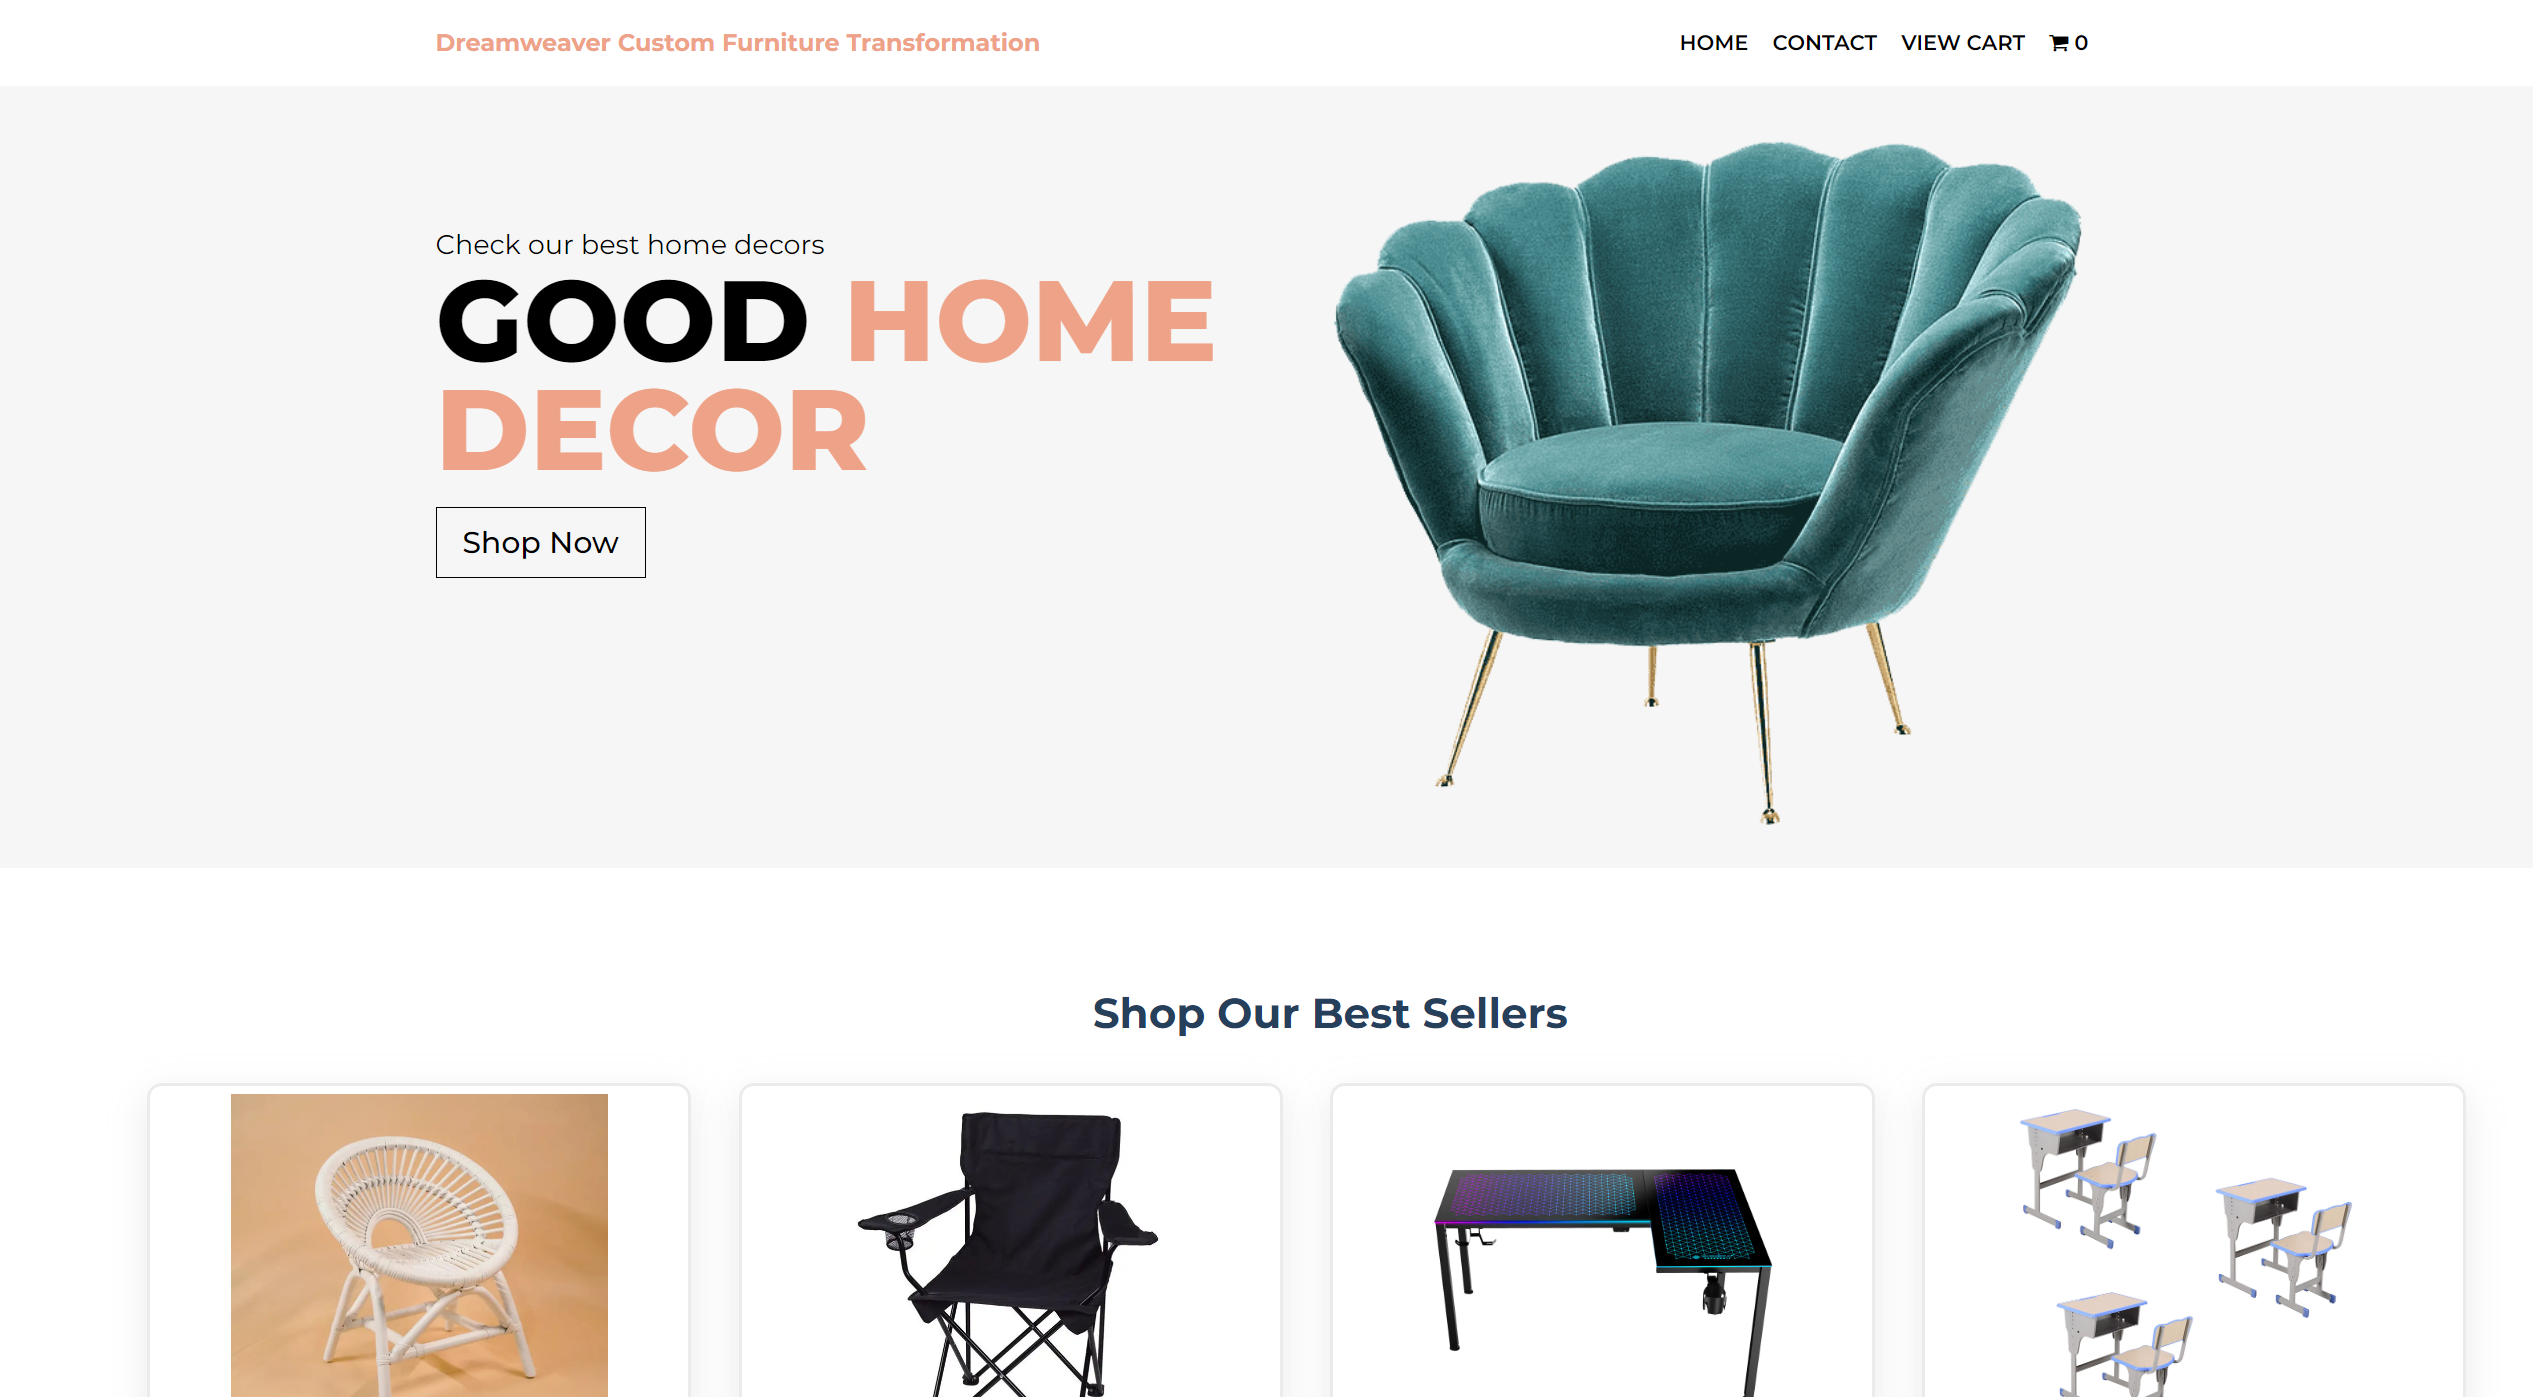 Dreamweaver Custom Furniture Transformation
HOME CONTACT VIEW CART 0
Check our best home decors
GOOD HOME
DECOR
Shop Now
Shop Our Best Sellers